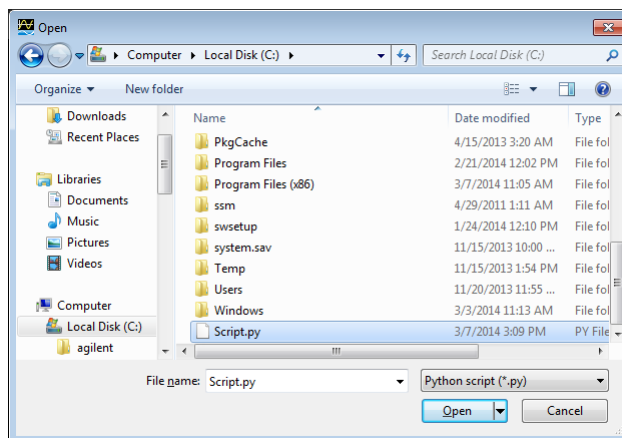 Open
Computer Local Disk (C:) Search Local Disk (C:)
Organize New folder
Downloads
Recent Places
Libraries
Documents
Music
Pictures
Videos
Computer
Local Disk (C:)
agilent
Name Date modified Type
PkgCache 4/15/2013 3:20 AM File fol
Program Files 2/21/2014 12:02 PM File fol
Program Files (x86) 3/7/2014 11:05 AM File fol
ssm 4/29/2011 1:11 AM File fol
swsetup 1/24/2014 12:10 PM File fol
system.sav 11/15/2013 10:00 ... File fol
Temp 11/15/2013 1:54 PM File fol
Users 11/20/2013 11:55 ... File fol
Windows 3/3/2014 11:13 AM File fol
Script.py 3/7/2014 3:09 PM PY File
File name: Script.py Python script (*.py)
Open Cancel